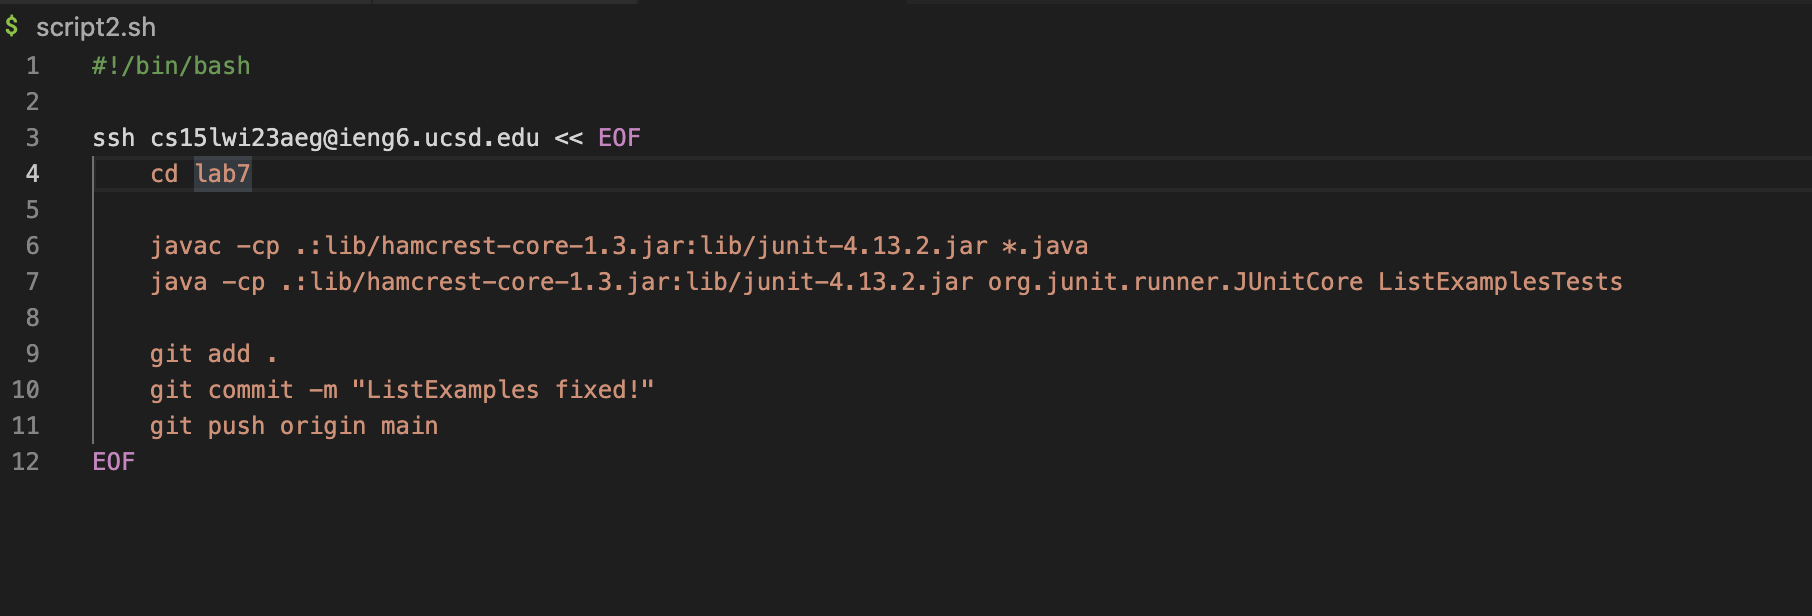 $ script2.sh
1 #!/bin/bash
2
3 ssh cs15lwi23aeg@ieng6.ucsd.edu << EOF
4 cd lab7
5
6 javac -cp .:lib/hamcrest-core-1.3.jar:lib/junit-4.13.2.jar *.java
7 java -cp .:lib/hamcrest-core-1.3.jar:lib/junit-4.13.2.jar org.junit.runner.JUnitCore ListExamplesTests
8
9 git add .
10 git commit -m "ListExamples fixed!"
11 git push origin main
12 EOF